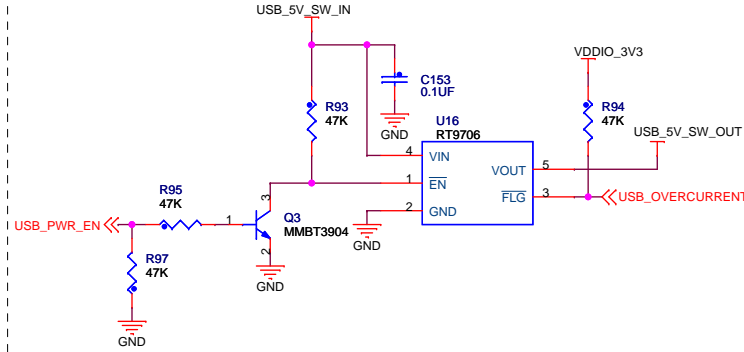 USB_5V_SW_IN
VDDIO_3V3
C153
0.1UF
GND
R93
47K
U16
RT9706
R94
47K
USB_5V_SW_OUT
4
VIN
VOUT
5
1
EN
FLG
3
USB_OVERCURRENT
2
GND
GND
R95
47K
3
USB_PWR_EN
1
Q3
MMBT3904
2
GND
R97
47K
GND